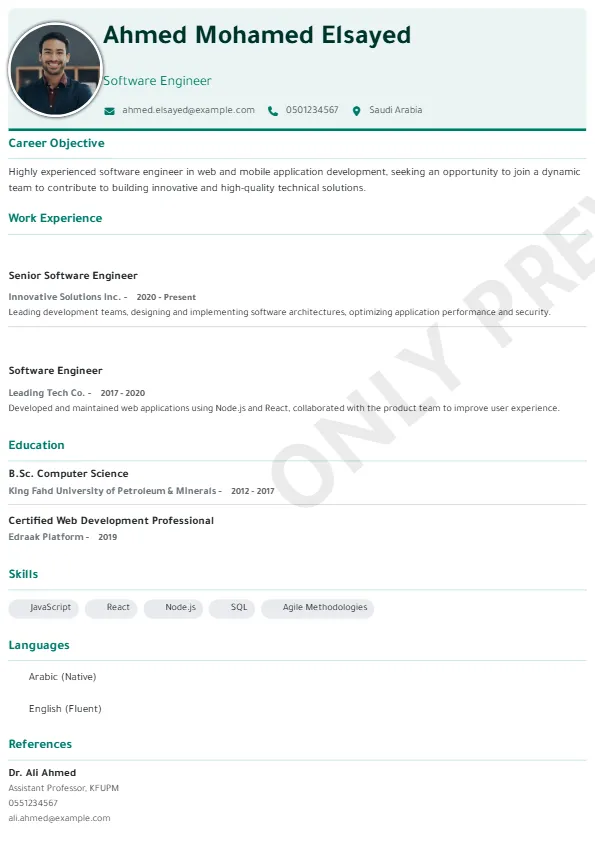 Ahmed Mohamed Elsayed
Software Engineer
ahmed.elsayed@example.com 0501234567 Saudi Arabia
Career Objective
Highly experienced software engineer in web and mobile application development, seeking an opportunity to join a dynamic
team to contribute to building innovative and high-quality technical solutions.
Work Experience
Senior Software Engineer
Innovative Solutions Inc. - 2020 - Present
Leading development teams, designing and implementing software architectures, optimizing application performance and security.
Software Engineer
Leading Tech Co. - 2017 - 2020
Developed and maintained web applications using Node.js and React, collaborated with the product team to improve user experience.
Education
B.Sc. Computer Science
King Fahd University of Petroleum & Minerals - 2012 - 2017
Certified Web Development Professional
Edraak Platform - 2019
Skills
JavaScript React Node.js SQL Agile Methodologies
Languages
Arabic (Native)
English (Fluent)
References
Dr. Ali Ahmed
Assistant Professor, KFUPM
0551234567
ali.ahmed@example.com
ONLY PREV